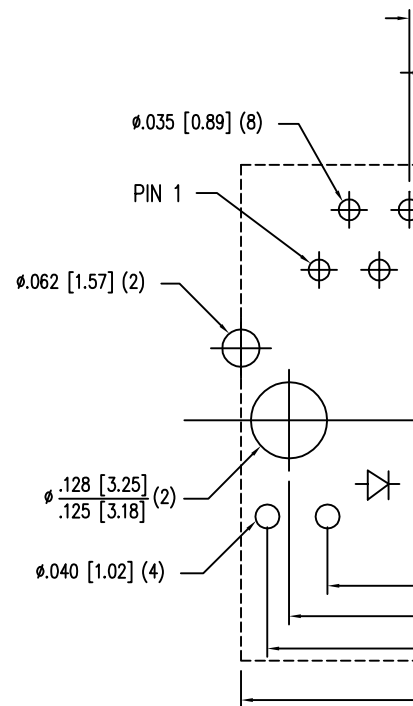 ø.035 [0.89] (8)
PIN 1
ø.062 [1.57] (2)
ø .128 [3.25] (2)
.125 [3.18]
ø.040 [1.02] (4)